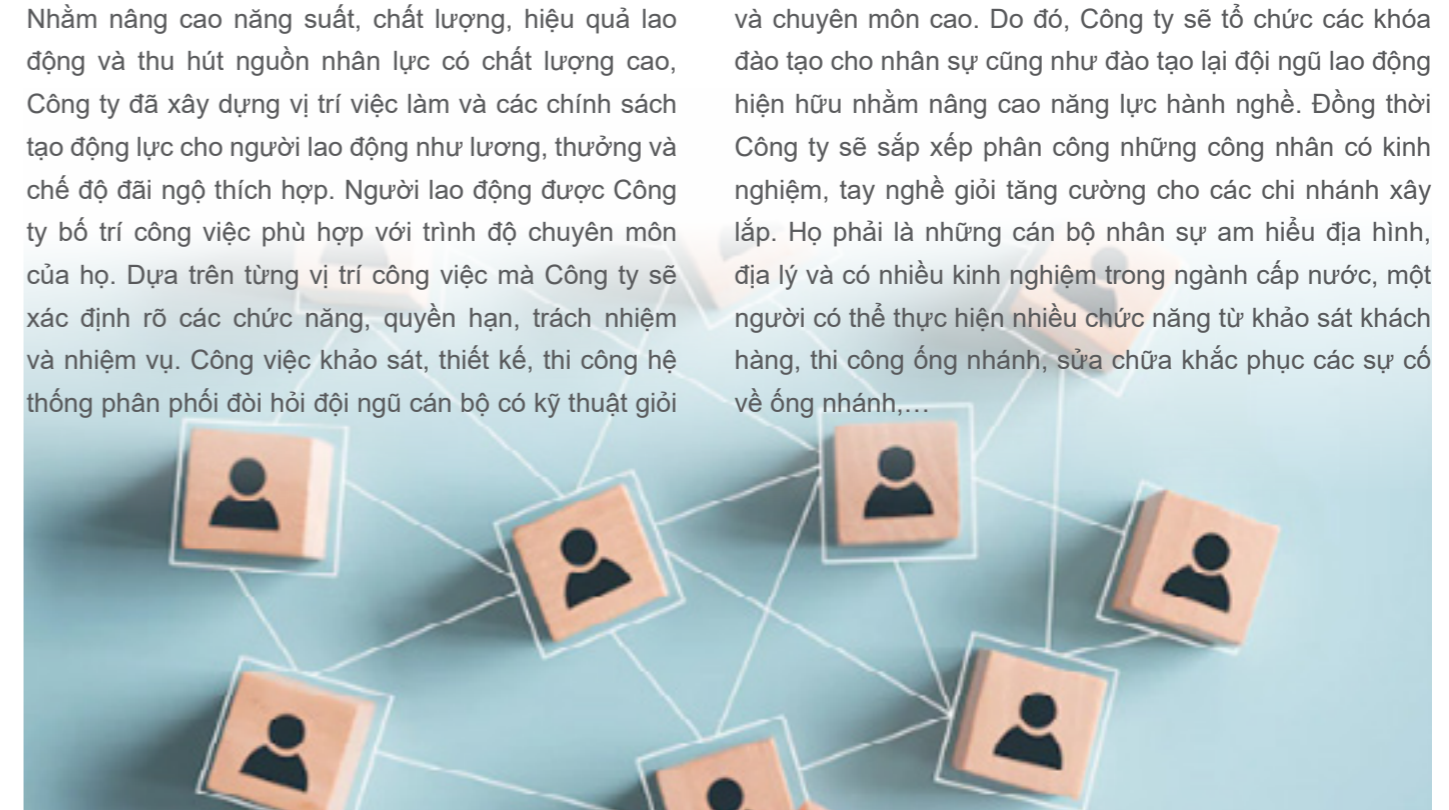 Nhằm nâng cao năng suất, chất lượng, hiệu quả lao
động và thu hút nguồn nhân lực có chất lượng cao,
Công ty đã xây dựng vị trí việc làm và các chính sách
tạo động lực cho người lao động như lương, thưởng và
chế độ đãi ngộ thích hợp. Người lao động được Công
ty bố trí công việc phù hợp với trình độ chuyên môn
của họ. Dựa trên từng vị trí công việc mà Công ty sẽ
xác định rõ các chức năng, quyền hạn, trách nhiệm
và nhiệm vụ. Công việc khảo sát, thiết kế, thi công hệ
thống phân phối đòi hỏi đội ngũ cán bộ có kỹ thuật giỏi
và chuyên môn cao. Do đó, Công ty sẽ tổ chức các khóa
đào tạo cho nhân sự cũng như đào tạo lại đội ngũ lao động
hiện hữu nhằm nâng cao năng lực hành nghề. Đồng thời
Công ty sẽ sắp xếp phân công những công nhân có kinh
nghiệm, tay nghề giỏi tăng cường cho các chi nhánh xây
lắp. Họ phải là những cán bộ nhân sự am hiểu địa hình,
địa lý và có nhiều kinh nghiệm trong ngành cấp nước, một
người có thể thực hiện nhiều chức năng từ khảo sát khách
hàng, thi công ống nhánh, sửa chữa khắc phục các sự cố
về ống nhánh,…